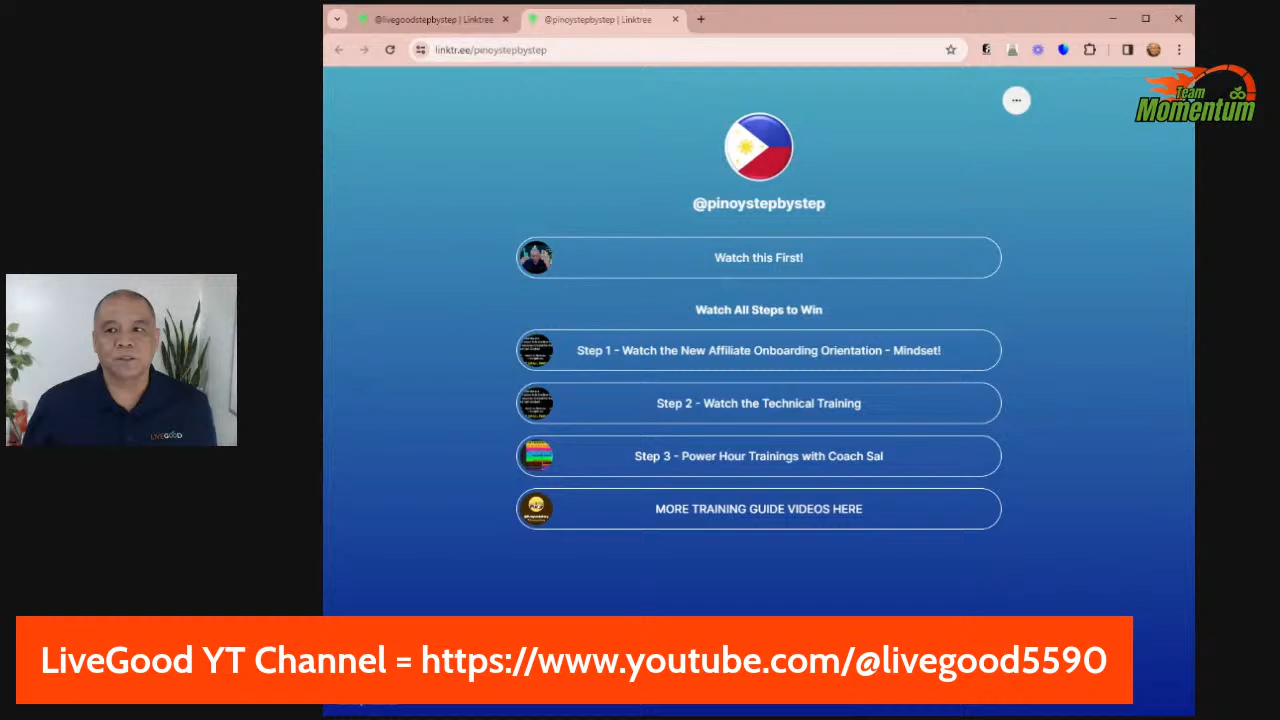 @livegoodstepbystep | Linktree
@pinoystepbystep | Linktree
linktr.ee/pinoystepbystep
Team
Momentum
@pinoystepbystep
Watch this First!
Watch All Steps to Win
Step 1 - Watch the New Affiliate Onboarding Orientation - Mindset!
Step 2 - Watch the Technical Training
Step 3 - Power Hour Trainings with Coach Sal
MORE TRAINING GUIDE VIDEOS HERE
LIVEGOOD
LiveGood YT Channel = https://www.youtube.com/@livegood5590